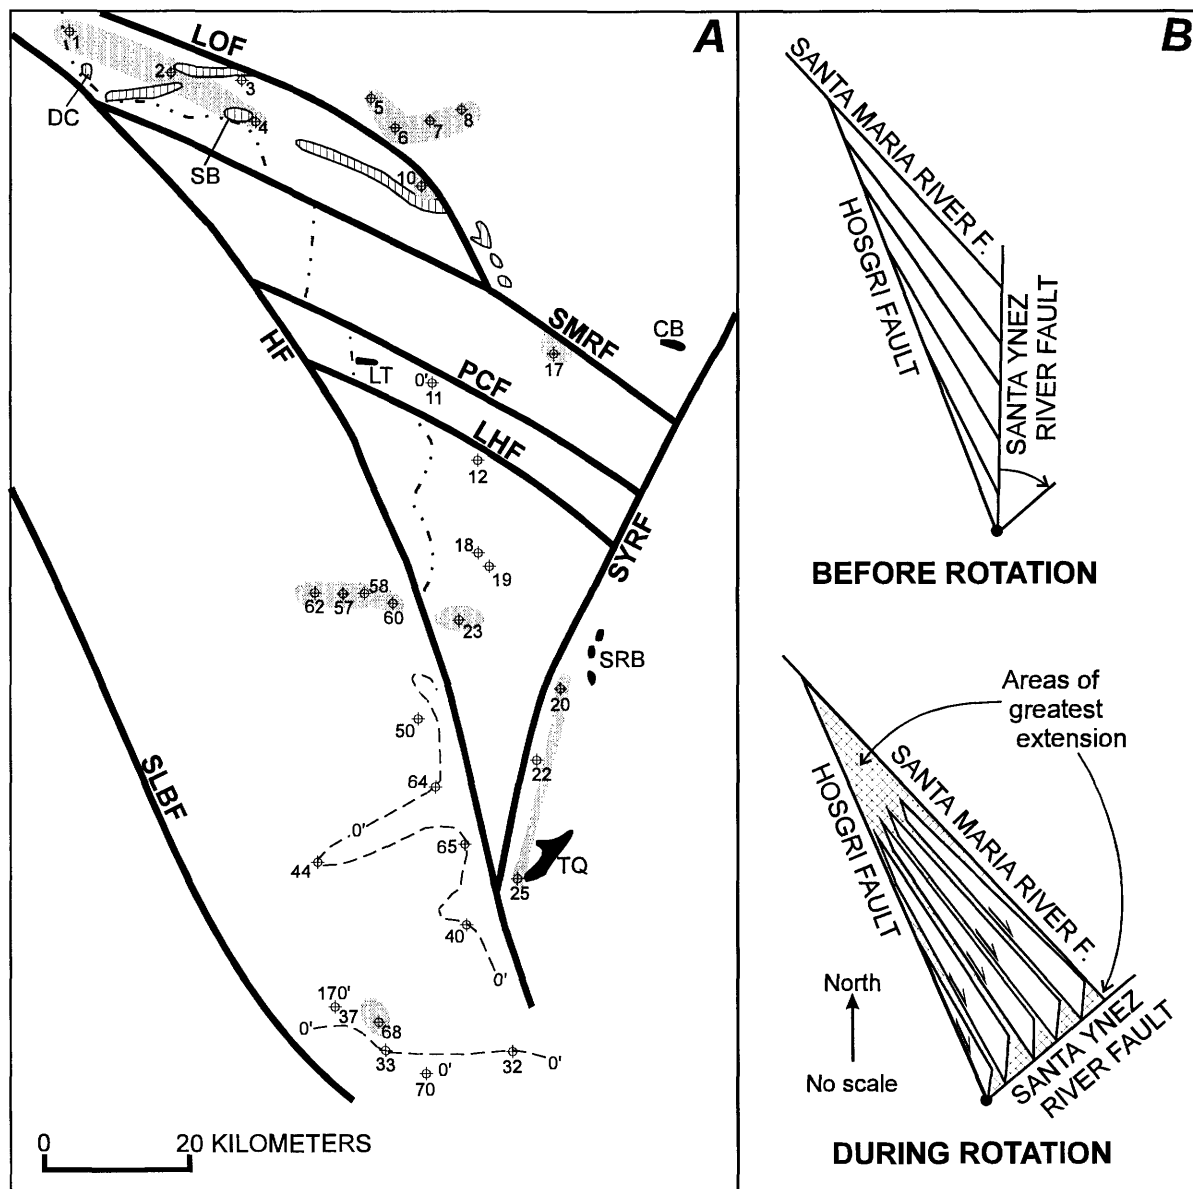 A
LOF
1
2
3
DC
4
SB
5
6
7
8
10
HF
SMRF
CB
17
PCF
LT
0'
11
LHF
12
SYRF
18
19
62
57
58
60
23
SRB
20
50
22
SLBF
64
0'
44
65
TQ
25
40
0'
170'
37
68
0'
33
32
0'
70
0'
0 20 KILOMETERS
B
SANTA MARIA RIVER F.
HOSGRI FAULT
SANTA YNEZ
RIVER FAULT
BEFORE ROTATION
Areas of
greatest
extension
SANTA MARIA RIVER F.
HOSGRI FAULT
North
No scale
SANTA YNEZ
RIVER FAULT
DURING ROTATION